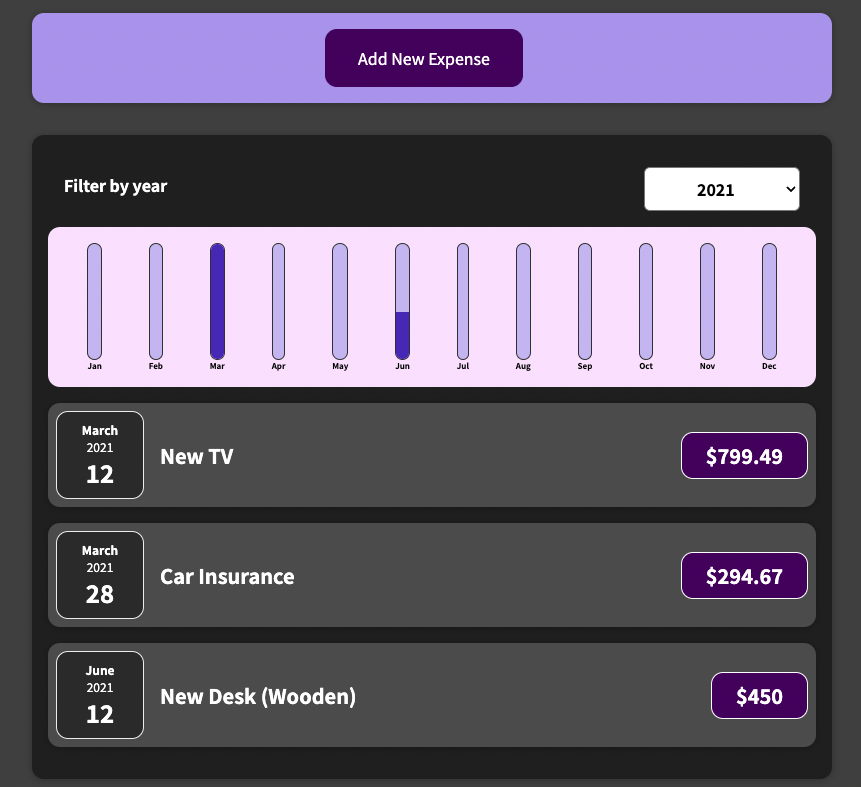 Add New Expense
Filter by year
2021
Jan Feb Mar Apr May Jun Jul Aug Sep Oct Nov Dec
March
2021
12
New TV
$799.49
March
2021
28
Car Insurance
$294.67
June
2021
12
New Desk (Wooden)
$450